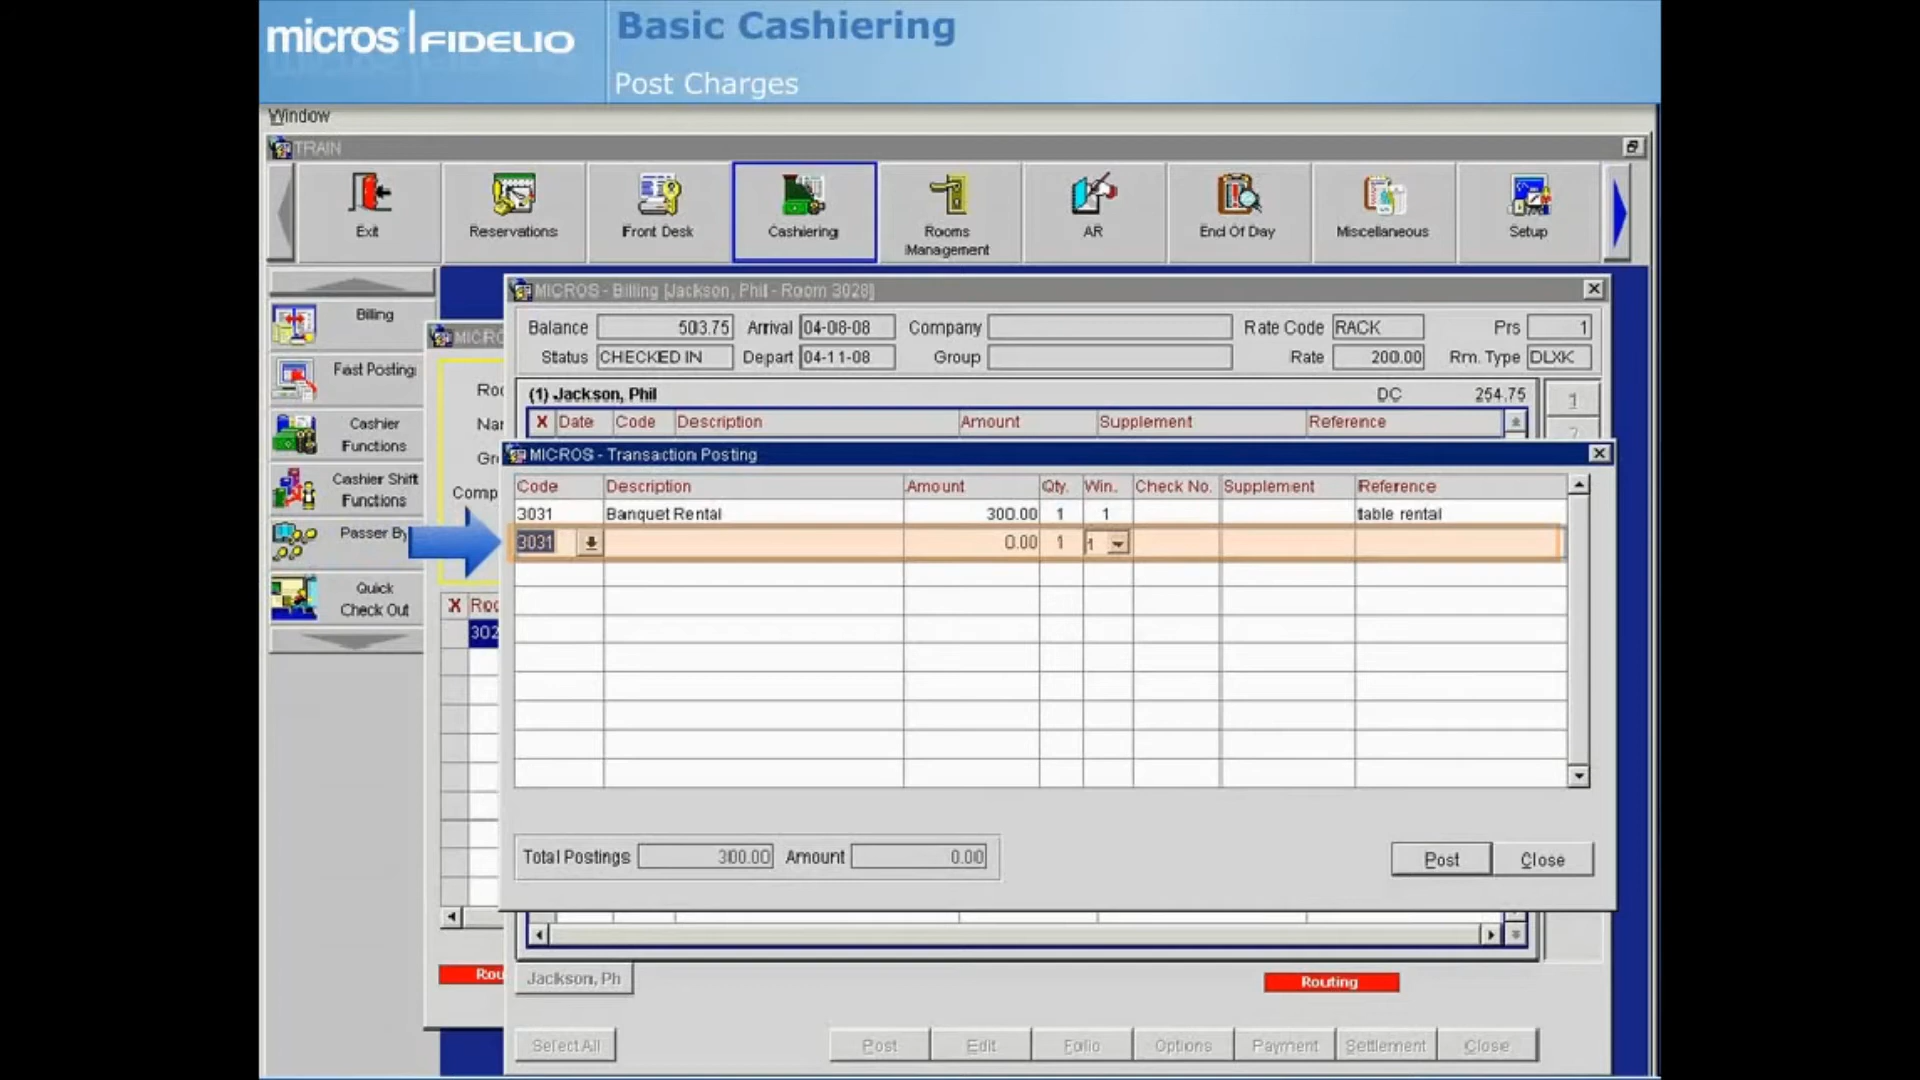 micros FIDELIO
Basic Cashiering
Post Charges
Window
TRAIN
Exit
Reservations
Front Desk
Cashiering
Rooms Management
AR
End Of Day
Miscellaneous
Setup
Billing
Fast Posting
Cashier Functions
Cashier Shift Functions
Passer By
Quick Check Out
MICROS - Billing [Jackson, Phil - Room 3028]
Balance 503.75 Arrival 04-08-08 Company Rate Code RACK Prs 1
Status CHECKED IN Depart 04-11-08 Group Rate 200.00 Rm. Type DLXK
(1) Jackson, Phil DC 254.75 1
X Date Code Description Amount Supplement Reference
MICROS - Transaction Posting
Code Description Amount Qty. Win. Check No. Supplement Reference
3031 Banquet Rental 300.00 1 1 table rental
3031 0.00 1 1
Comp
X
302
Total Postings 300.00 Amount 0.00
Post Close
Rou
Jackson, Ph
Routing
Select All Post Edit Folio Options Payment Settlement Close